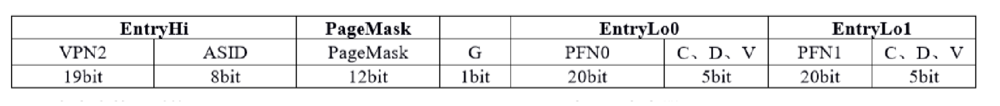 EntryHi PageMask EntryLo0 EntryLo1
VPN2 ASID PageMask G PFN0 C、D、V PFN1 C、D、V
19bit 8bit 12bit 1bit 20bit 5bit 20bit 5bit